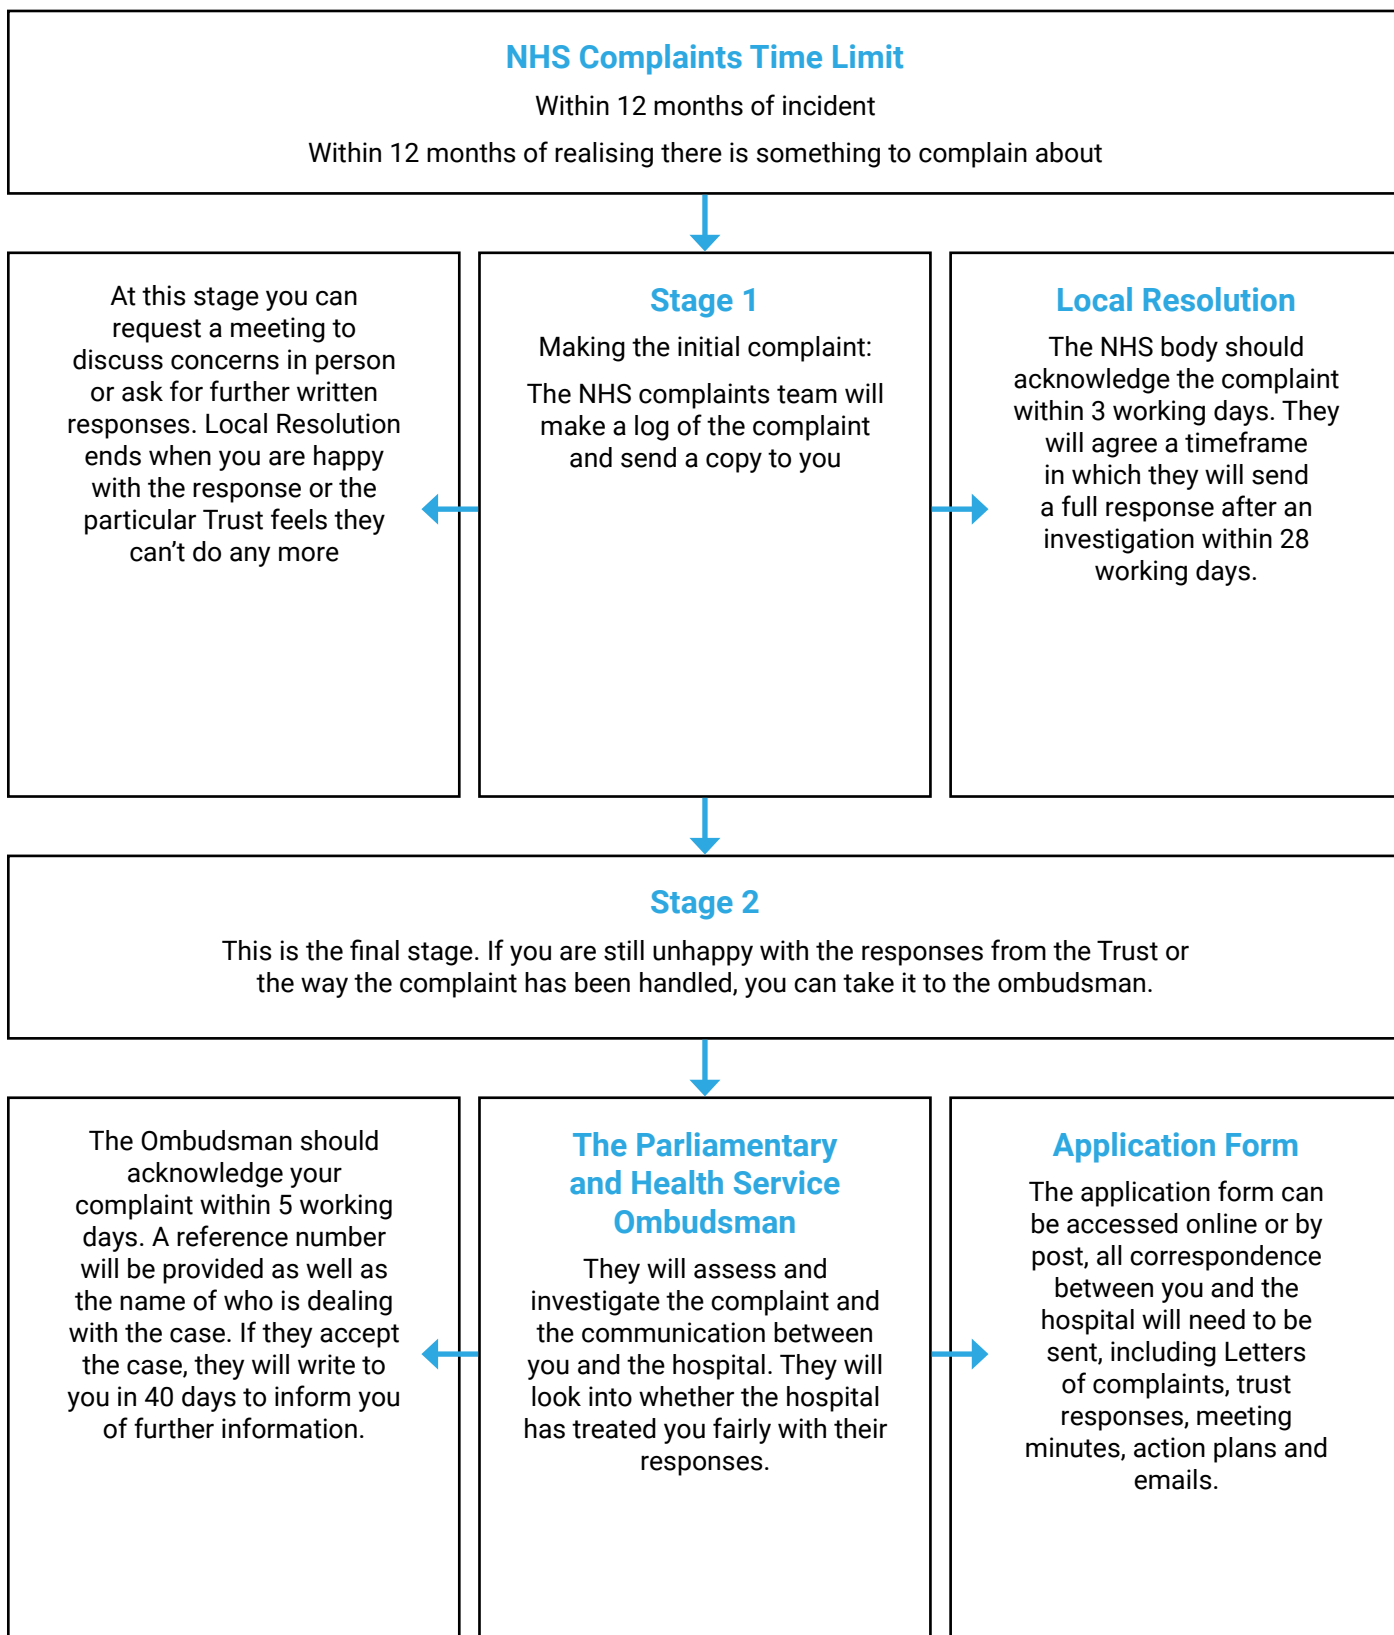 NHS Complaints Time Limit
Within 12 months of incident
Within 12 months of realising there is something to complain about
At this stage you can
request a meeting to
discuss concerns in person
or ask for further written
responses. Local Resolution
ends when you are happy
with the response or the
particular Trust feels they
can’t do any more
Stage 1
Making the initial complaint:
The NHS complaints team will
make a log of the complaint
and send a copy to you
Local Resolution
The NHS body should
acknowledge the complaint
within 3 working days. They
will agree a timeframe
in which they will send
a full response after an
investigation within 28
working days.
Stage 2
This is the final stage. If you are still unhappy with the responses from the Trust or
the way the complaint has been handled, you can take it to the ombudsman.
The Ombudsman should
acknowledge your
complaint within 5 working
days. A reference number
will be provided as well as
the name of who is dealing
with the case. If they accept
the case, they will write to
you in 40 days to inform you
of further information.
The Parliamentary
and Health Service
Ombudsman
They will assess and
investigate the complaint and
the communication between
you and the hospital. They will
look into whether the hospital
has treated you fairly with their
responses.
Application Form
The application form can
be accessed online or by
post, all correspondence
between you and the
hospital will need to be
sent, including Letters
of complaints, trust
responses, meeting
minutes, action plans and
emails.